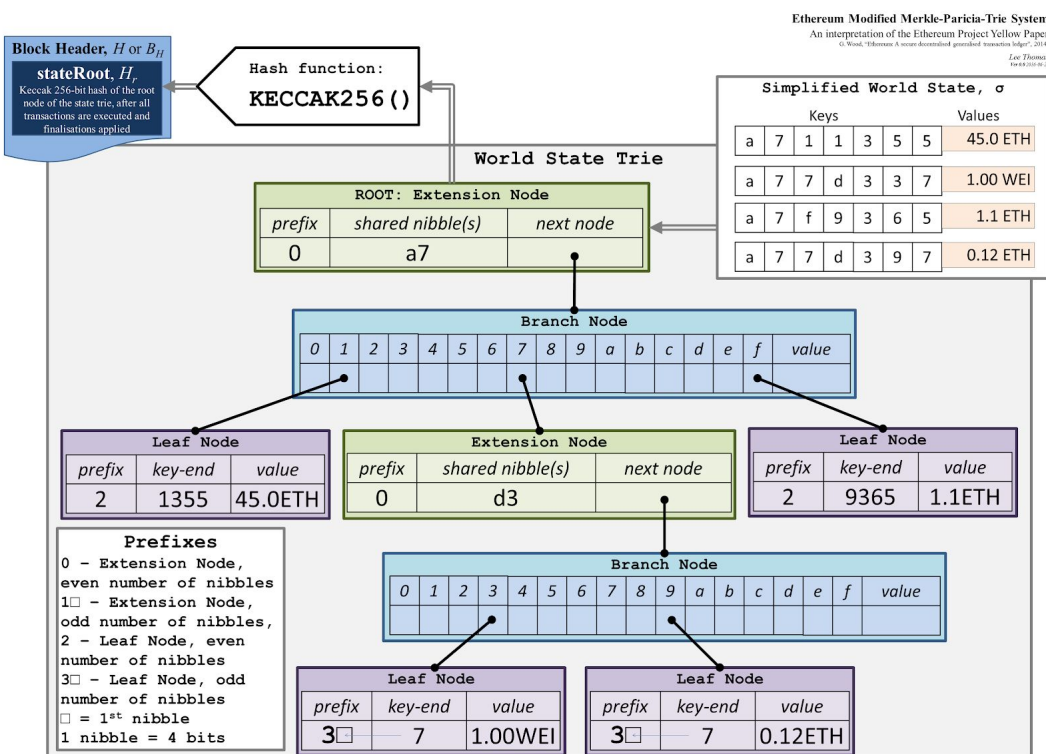 Ethereum Modified Merkle-Paricia-Trie System
An interpretation of the Ethereum Project Yellow Paper
G. Wood, "Ethereum: A secure decentralised generalised transaction ledger", 2014
Lee Thomas
Block Header, H or B_H
stateRoot, H_r
Keccak 256-bit hash of the root
node of the state trie, after all
transactions are executed and
finalisations applied
Hash function:
KECCAK256()
Simplified World State, σ
Keys Values
a 7 1 1 3 5 5 45.0 ETH
a 7 7 d 3 3 7 1.00 WEI
a 7 f 9 3 6 5 1.1 ETH
a 7 7 d 3 9 7 0.12 ETH
World State Trie
ROOT: Extension Node
prefix shared nibble(s) next node
0 a7
Branch Node
0 1 2 3 4 5 6 7 8 9 a b c d e f value
Leaf Node
prefix key-end value
2 1355 45.0ETH
Extension Node
prefix shared nibble(s) next node
0 d3
Leaf Node
prefix key-end value
2 9365 1.1ETH
Prefixes
0 – Extension Node,
even number of nibbles
1□ – Extension Node,
odd number of nibbles,
2 – Leaf Node, even
number of nibbles
3□ – Leaf Node, odd
number of nibbles
□ = 1st nibble
1 nibble = 4 bits
Branch Node
0 1 2 3 4 5 6 7 8 9 a b c d e f value
Leaf Node
prefix key-end value
3□ 7 1.00WEI
Leaf Node
prefix key-end value
3□ 7 0.12ETH